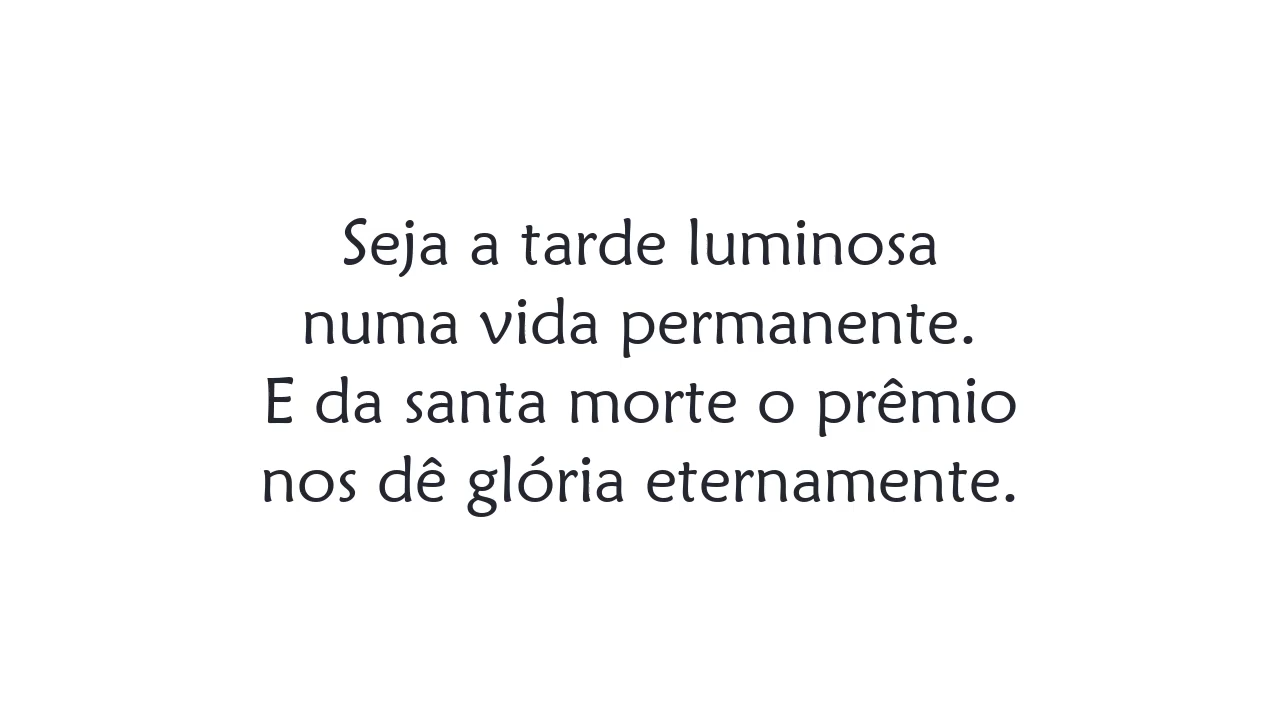 Seja a tarde luminosa
numa vida permanente.
E da santa morte o prêmio
nos dê glória eternamente.